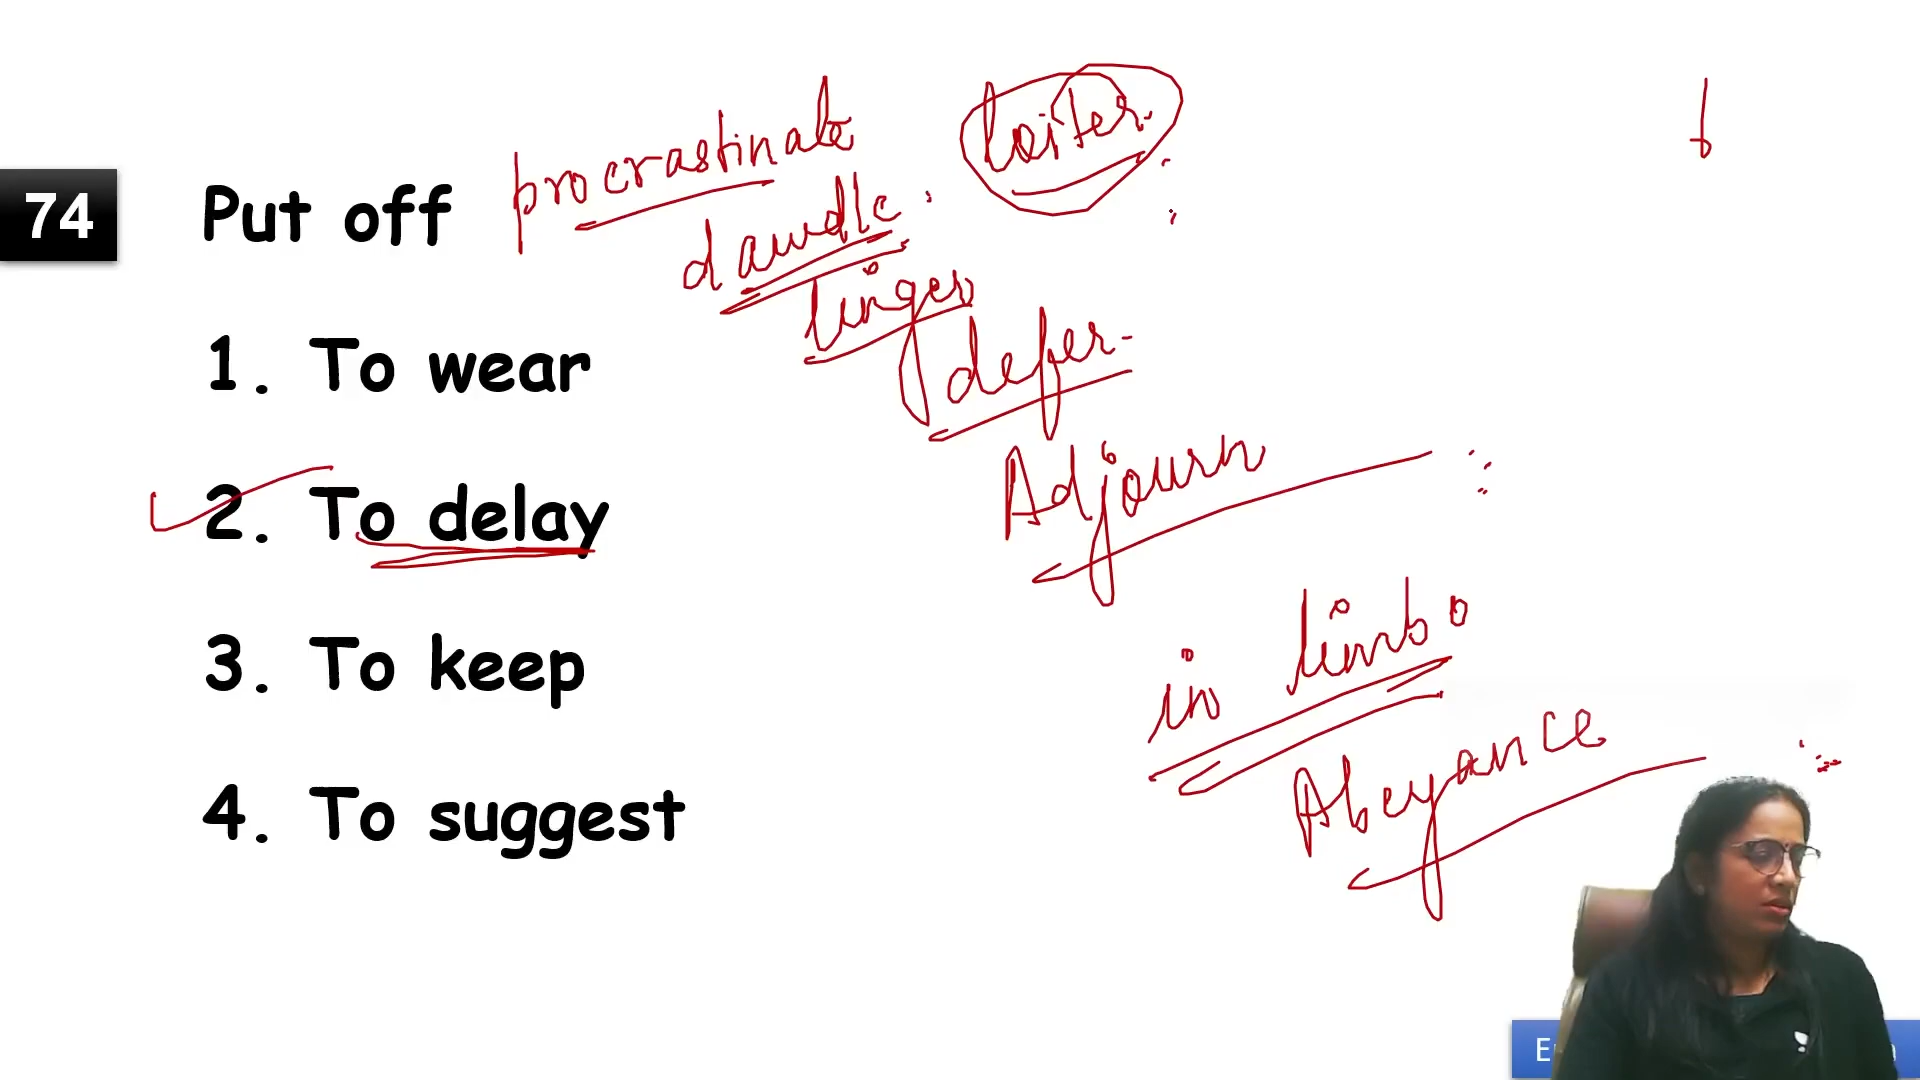 74
Put off
procrastinate
loiter
dawdle
linger
defer
Adjourn
in limbo
Abeyance
1. To wear
2. To delay
3. To keep
4. To suggest